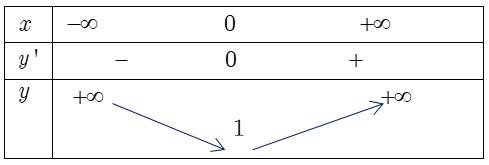 x −∞ 0 +∞
y' − 0 +
y +∞ +∞
1